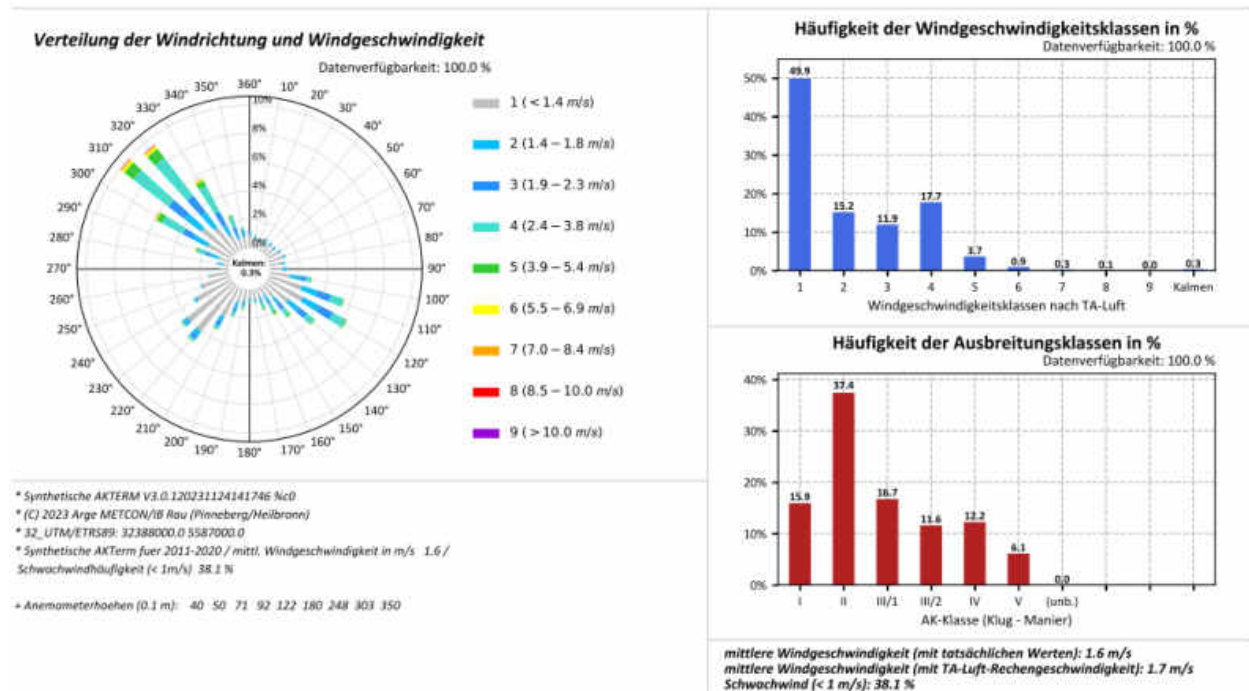 Verteilung der Windrichtung und Windgeschwindigkeit
Datenverfügbarkeit: 100.0 %
360°
10°
20°
30°
40°
50°
60°
70°
80°
90°
100°
110°
120°
130°
140°
150°
160°
170°
180°
190°
200°
210°
220°
230°
240°
250°
260°
270°
280°
290°
300°
310°
320°
330°
340°
350°
10%
8%
6%
4%
2%
0%
Kalmen:
0.3%
1 (< 1.4 m/s)
2 (1.4 – 1.8 m/s)
3 (1.9 – 2.3 m/s)
4 (2.4 – 3.8 m/s)
5 (3.9 – 5.4 m/s)
6 (5.5 – 6.9 m/s)
7 (7.0 – 8.4 m/s)
8 (8.5 – 10.0 m/s)
9 (> 10.0 m/s)
* Synthetische AKTERM V3.0.120231124141746 %c0
* (C) 2023 Arge METCON/IB Rau (Pinneberg/Heilbronn)
* 32_UTM/ETRS89: 32388000.0 5587000.0
* Synthetische AKTerm fuer 2011-2020 / mittl. Windgeschwindigkeit in m/s 1.6 /
Schwachwindhäufigkeit (< 1m/s) 38.1 %
+ Anemometerhoehen (0.1 m): 40 50 71 92 122 180 248 303 350
Häufigkeit der Windgeschwindigkeitsklassen in %
Datenverfügbarkeit: 100.0 %
50%
40%
30%
20%
10%
0%
49.9
15.2
11.9
17.7
3.7
0.9
0.3
0.1
0.0
0.3
1 2 3 4 5 6 7 8 9 Kalmen
Windgeschwindigkeitsklassen nach TA-Luft
Häufigkeit der Ausbreitungsklassen in %
Datenverfügbarkeit: 100.0 %
40%
30%
20%
10%
0%
15.9
37.4
16.7
11.6
12.2
6.1
0.0
I II III/1 III/2 IV V (unb.)
AK-Klasse (Klug - Manier)
mittlere Windgeschwindigkeit (mit tatsächlichen Werten): 1.6 m/s
mittlere Windgeschwindigkeit (mit TA-Luft-Rechengeschwindigkeit): 1.7 m/s
Schwachwind (< 1 m/s): 38.1 %